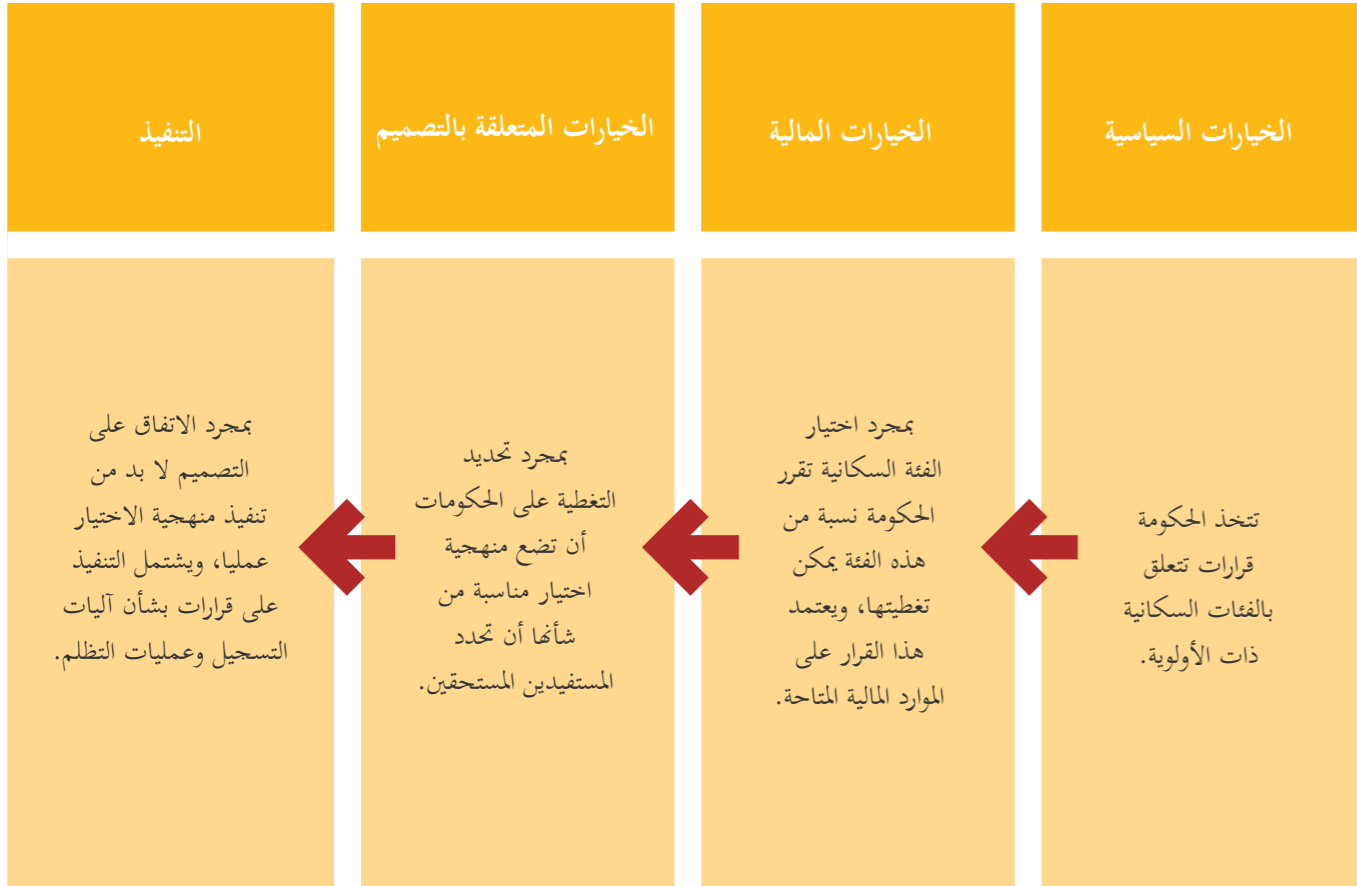 الخيارات السياسية
تتخذ الحكومة
قرارات تتعلق
بالفئات السكانية
ذات الأولوية.
الخيارات المالية
بمجرد اختيار
الفئة السكانية تقرر
الحكومة نسبة من
هذه الفئة يمكن
تغطيتها، ويعتمد
هذا القرار على
الموارد المالية المتاحة.
الخيارات المتعلقة بالتصميم
بمجرد تحديد
التغطية على الحكومات
أن تضع منهجية
اختيار مناسبة من
شأنها أن تحدد
المستفيدين المستحقين.
التنفيذ
بمجرد الاتفاق على
التصميم لا بد من
تنفيذ منهجية الاختيار
عمليا، ويشتمل التنفيذ
على قرارات بشأن آليات
التسجيل وعمليات التظلم.